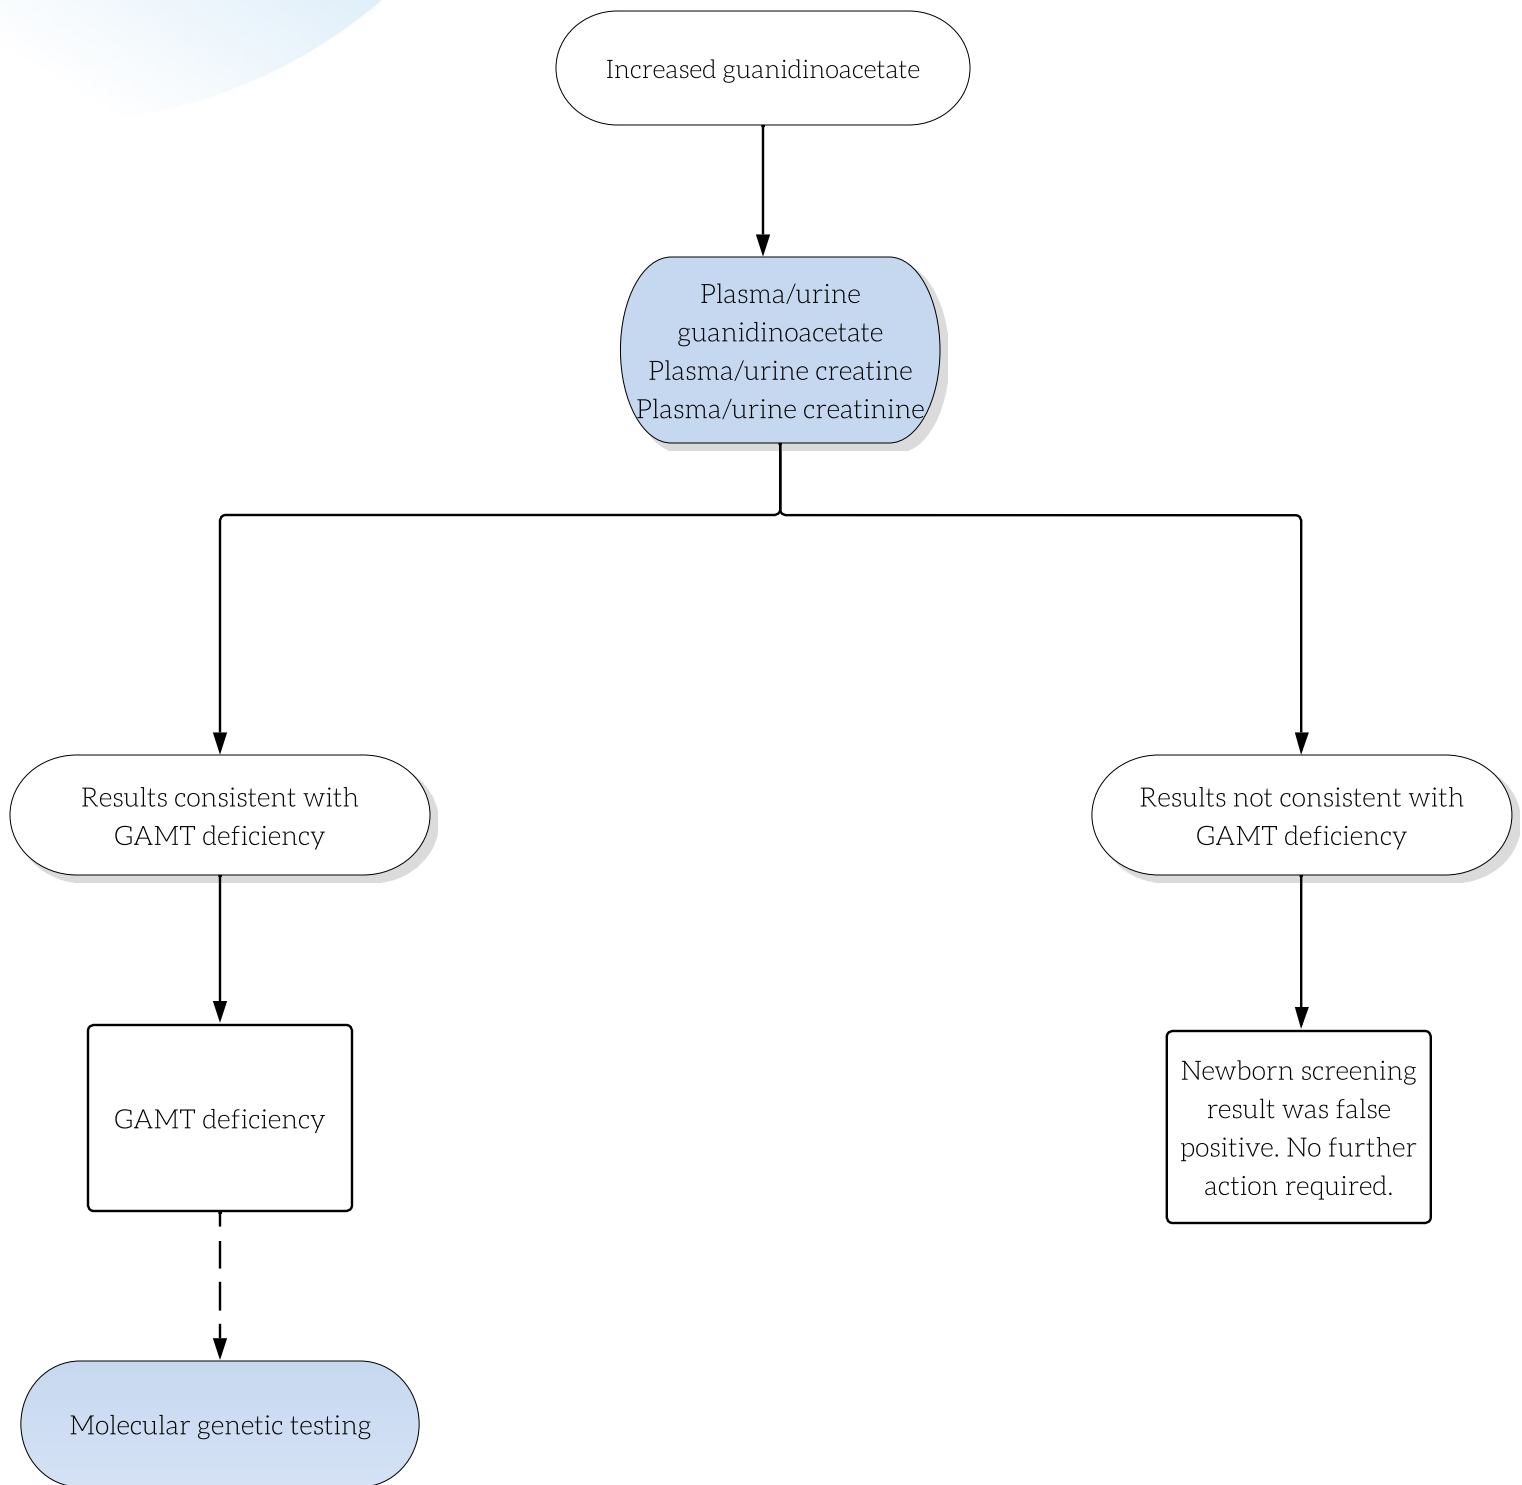 Increased guanidinoacetate
Plasma/urine
guanidinoacetate
Plasma/urine creatine
Plasma/urine creatinine
Results consistent with
GAMT deficiency
Results not consistent with
GAMT deficiency
GAMT deficiency
Newborn screening
result was false
positive. No further
action required.
Molecular genetic testing